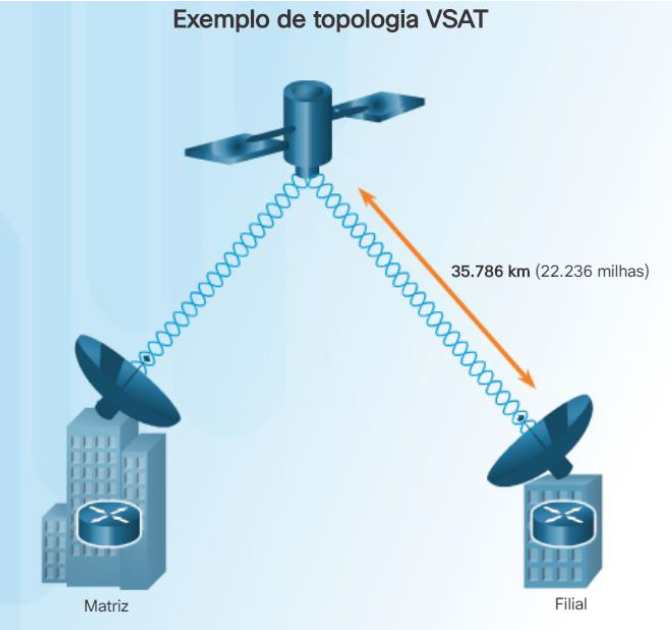 Exemplo de topologia VSAT
35.786 km (22.236 milhas)
Matriz
Filial